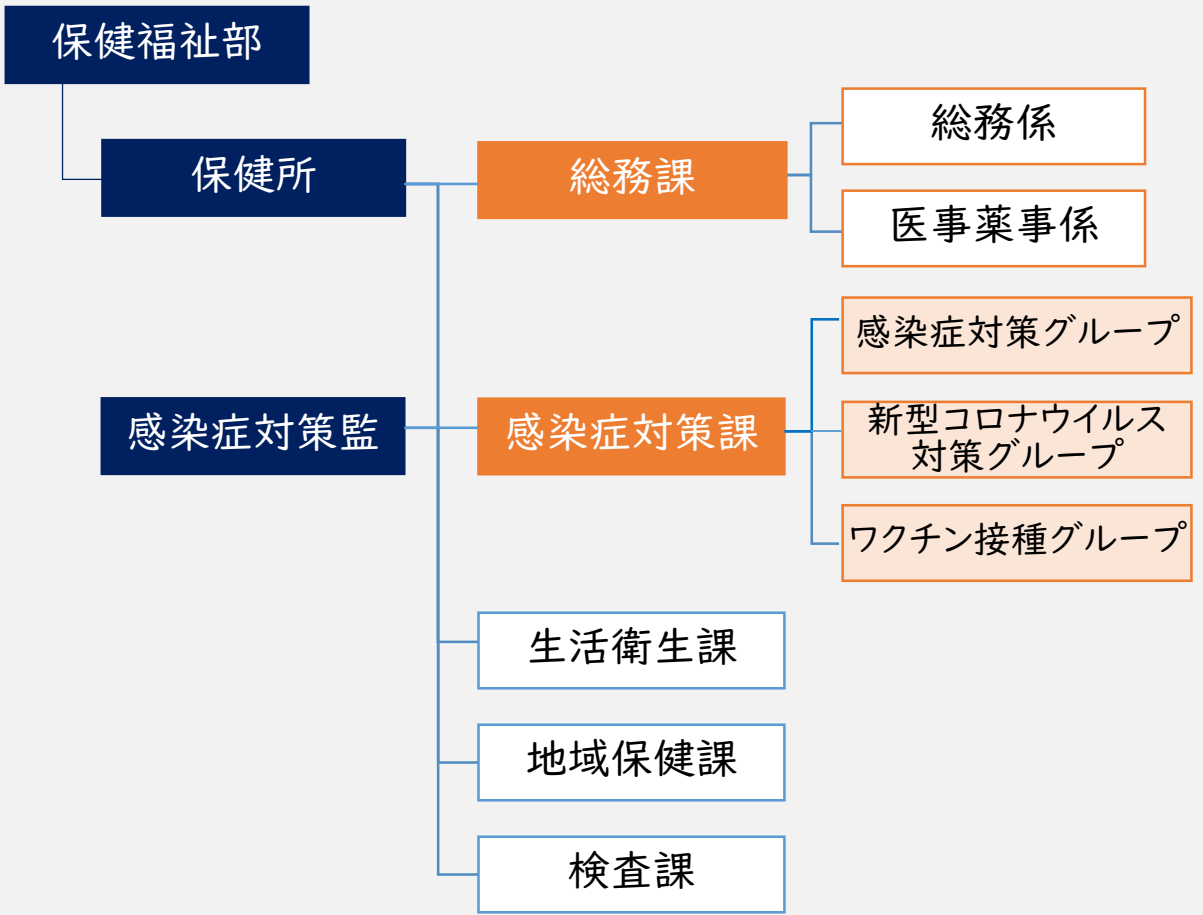 保健福祉部
保健所
総務課
総務係
医事薬事係
感染症対策監
感染症対策課
感染症対策グループ
新型コロナウイルス
対策グループ
ワクチン接種グループ
生活衛生課
地域保健課
検査課